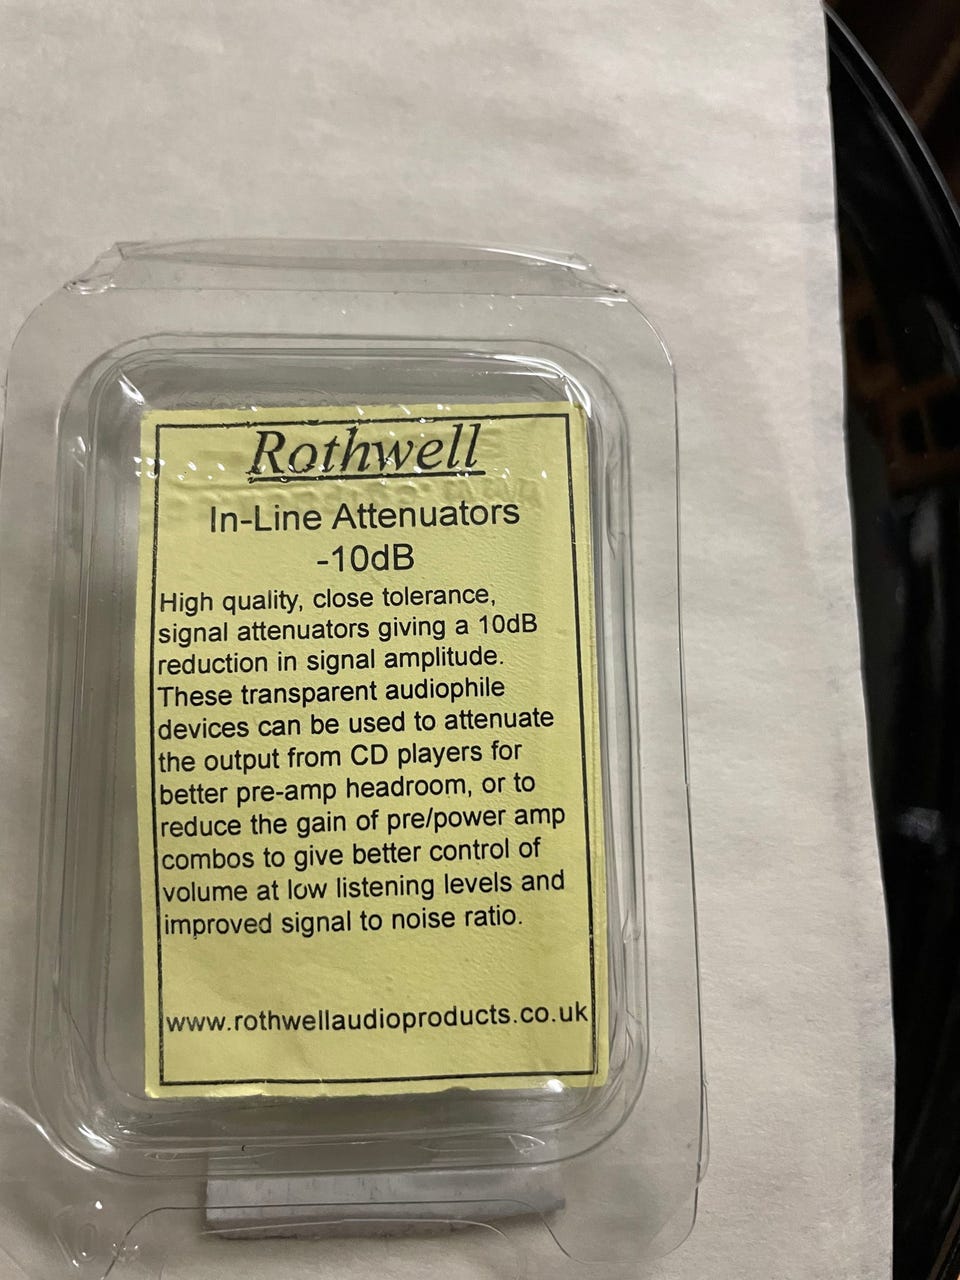 Rothwell
In-Line Attenuators
-10dB
High quality, close tolerance,
signal attenuators giving a 10dB
reduction in signal amplitude.
These transparent audiophile
devices can be used to attenuate
the output from CD players for
better pre-amp headroom, or to
reduce the gain of pre/power amp
combos to give better control of
volume at low listening levels and
improved signal to noise ratio.
www.rothwellaudioproducts.co.uk